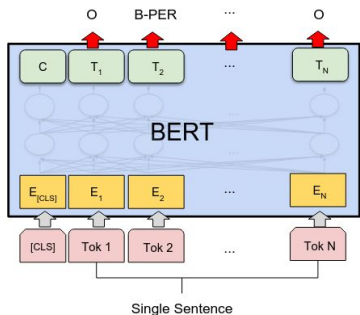 O B-PER ... O
C T1 T2 ... TN
BERT
E[CLS] E1 E2 ... EN
[CLS] Tok 1 Tok 2 ... Tok N
Single Sentence